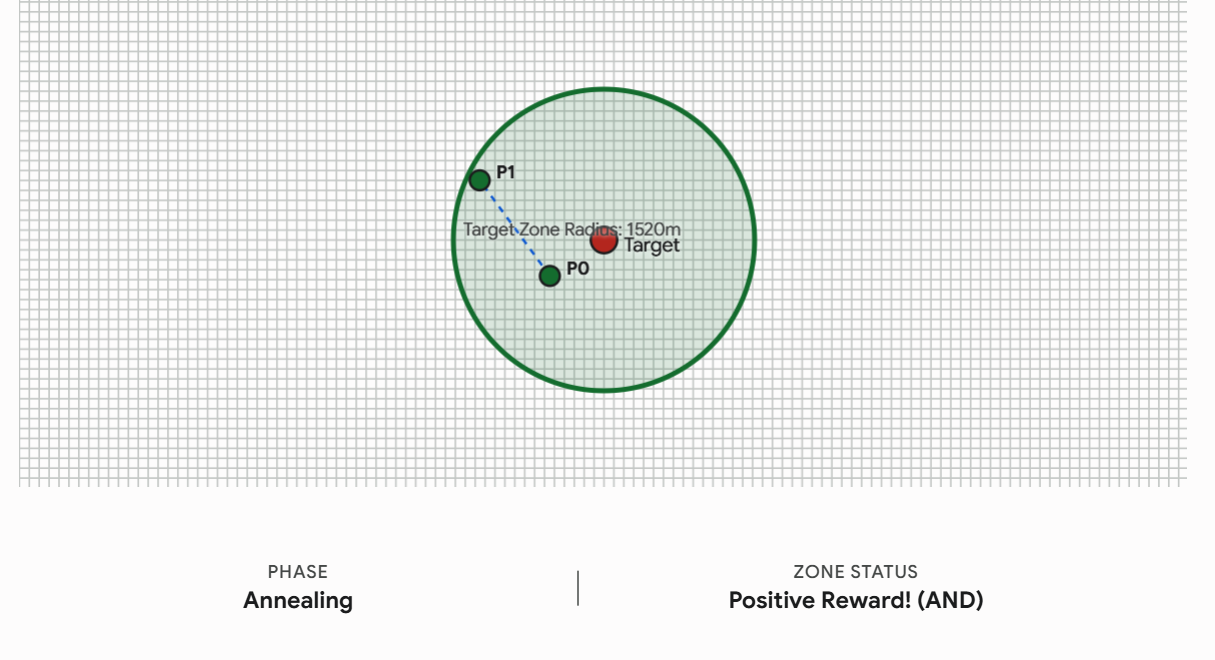 P1
Target Zone Radius: 1520m
Target
P0
PHASE
Annealing
ZONE STATUS
Positive Reward! (AND)